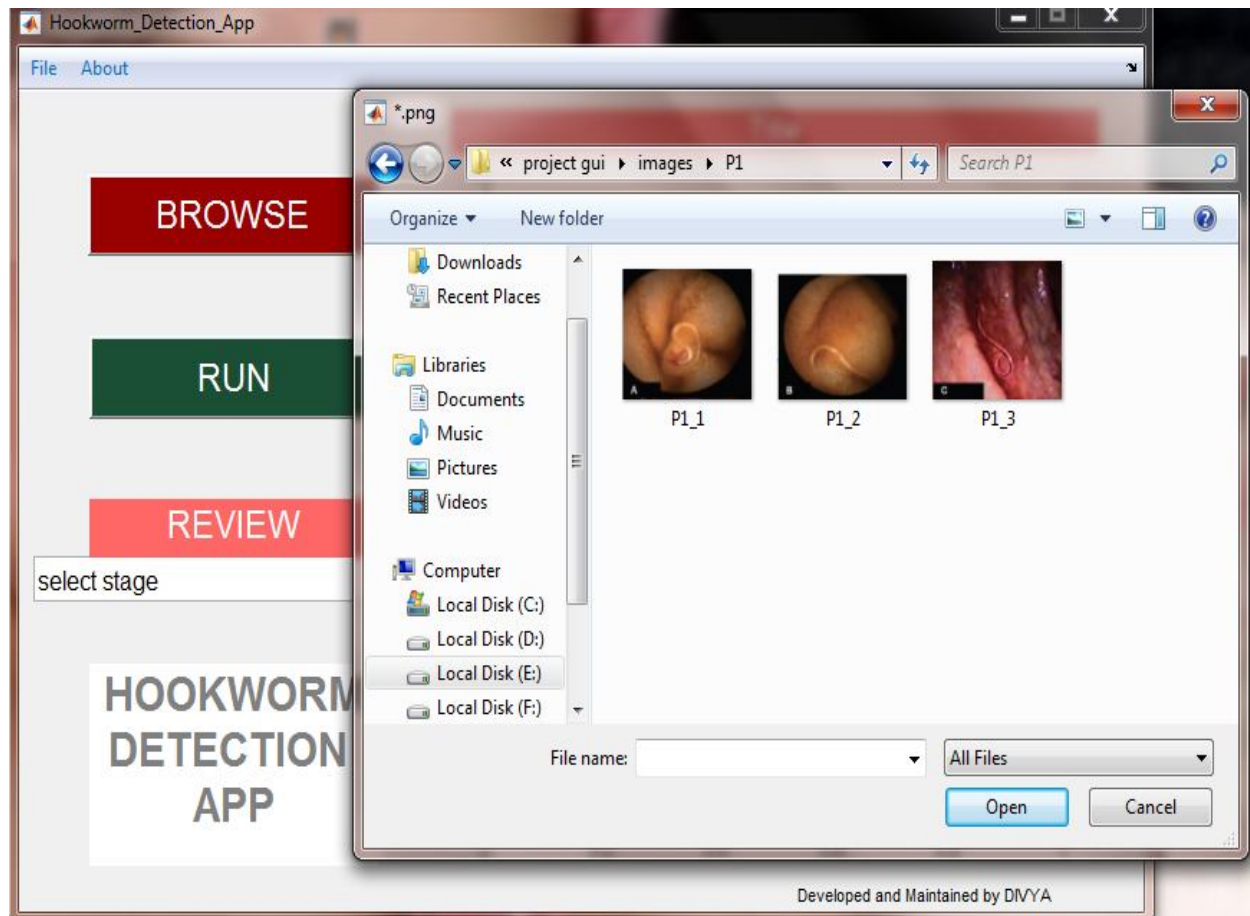 Hookworm_Detection_App
File About
*.png
« project gui images P1
Search P1
Organize New folder
Downloads
Recent Places
Libraries
Documents
Music
Pictures
Videos
Computer
Local Disk (C:)
Local Disk (D:)
Local Disk (E:)
Local Disk (F:)
A
B
C
P1_1
P1_2
P1_3
File name:
All Files
Open
Cancel
BROWSE
RUN
REVIEW
select stage
HOOKWORM
DETECTION
APP
Developed and Maintained by DIVYA